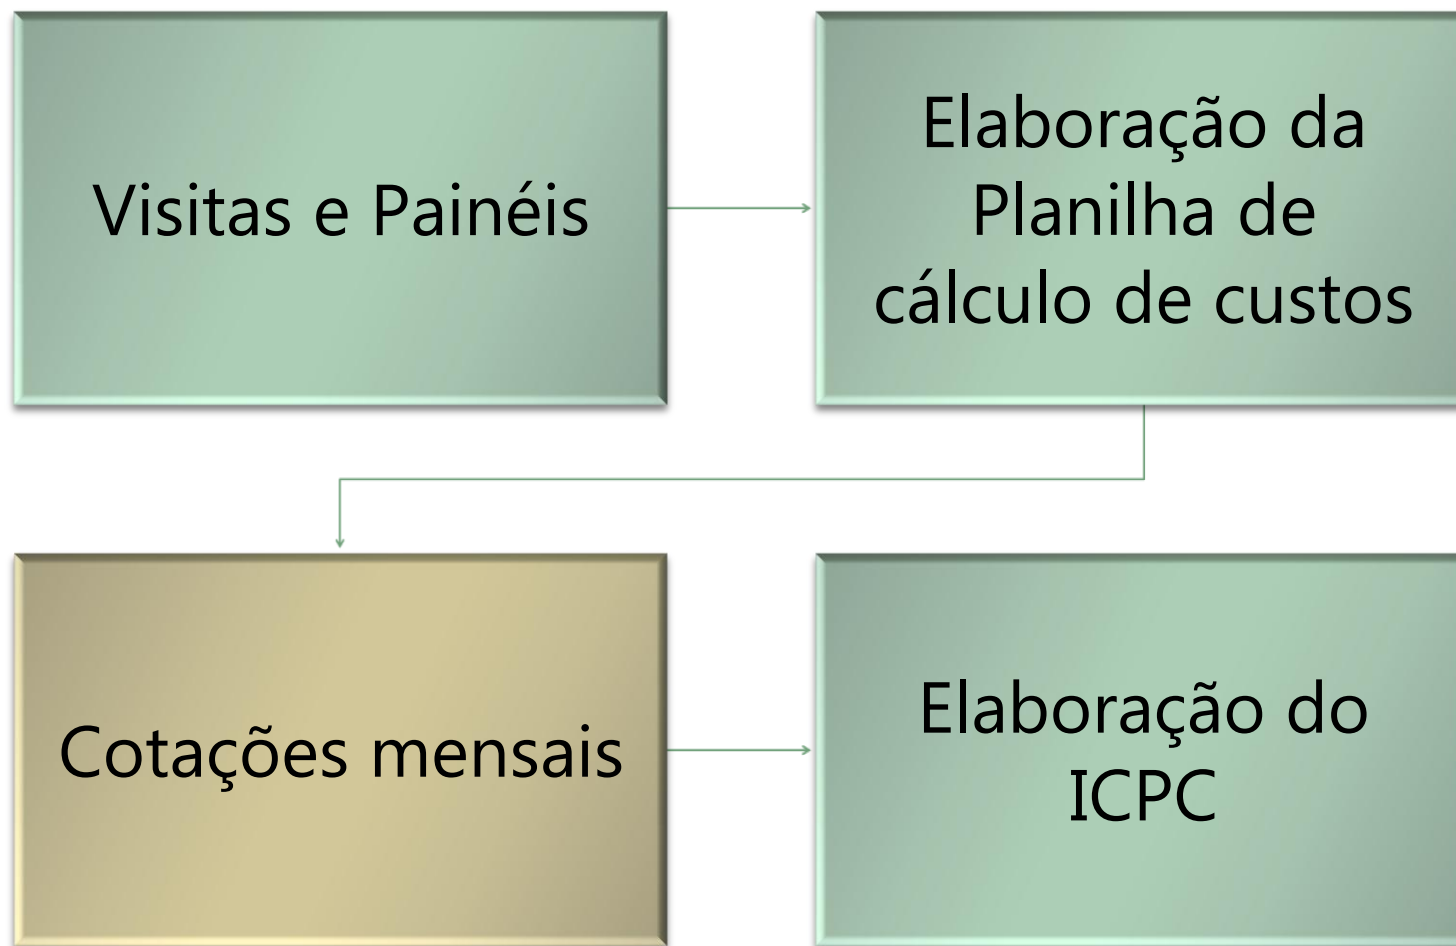 Visitas e Painéis
Elaboração da
Planilha de
cálculo de custos
Cotações mensais
Elaboração do
ICPC